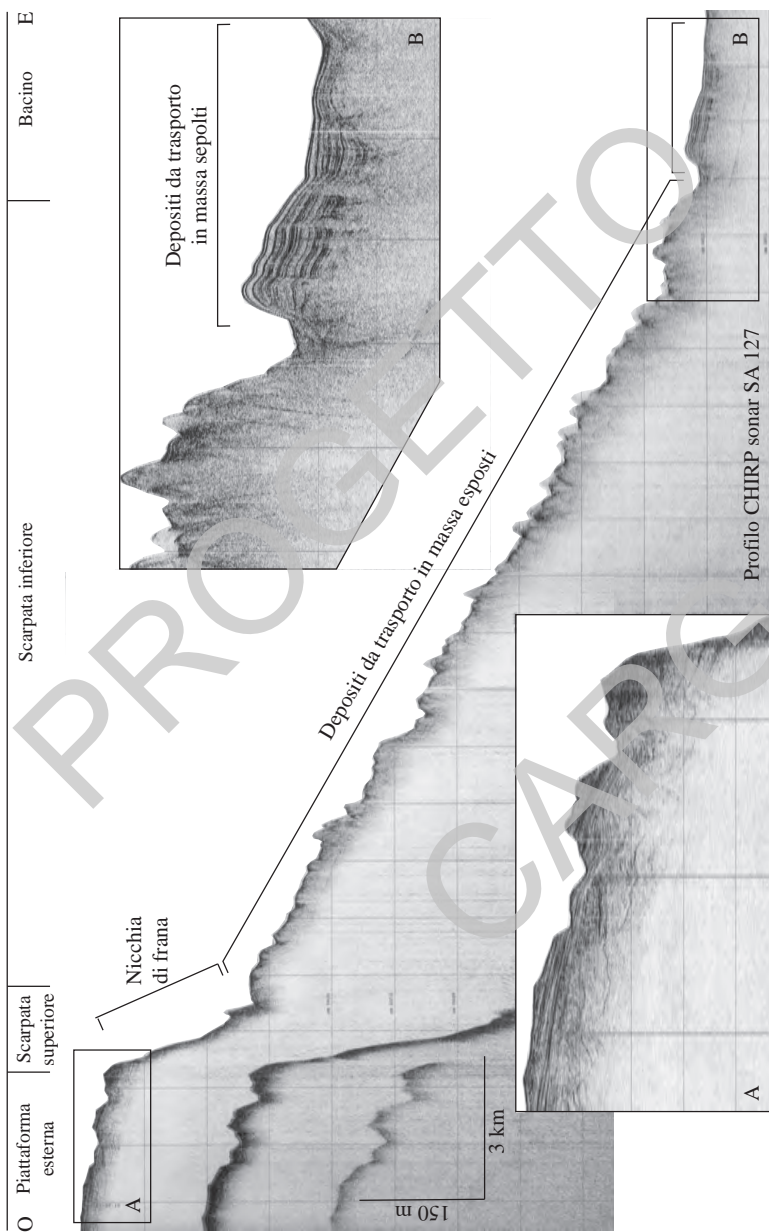 O
Piattaforma
esterna
Scarpata
superiore
Scarpata inferiore
Bacino
E
Nicchia
di frana
Depositi da trasporto in massa esposti
Depositi da trasporto
in massa sepolti
A
B
B
A
150 m
3 km
Profilo CHIRP sonar SA 127
PROGETTO
CARG